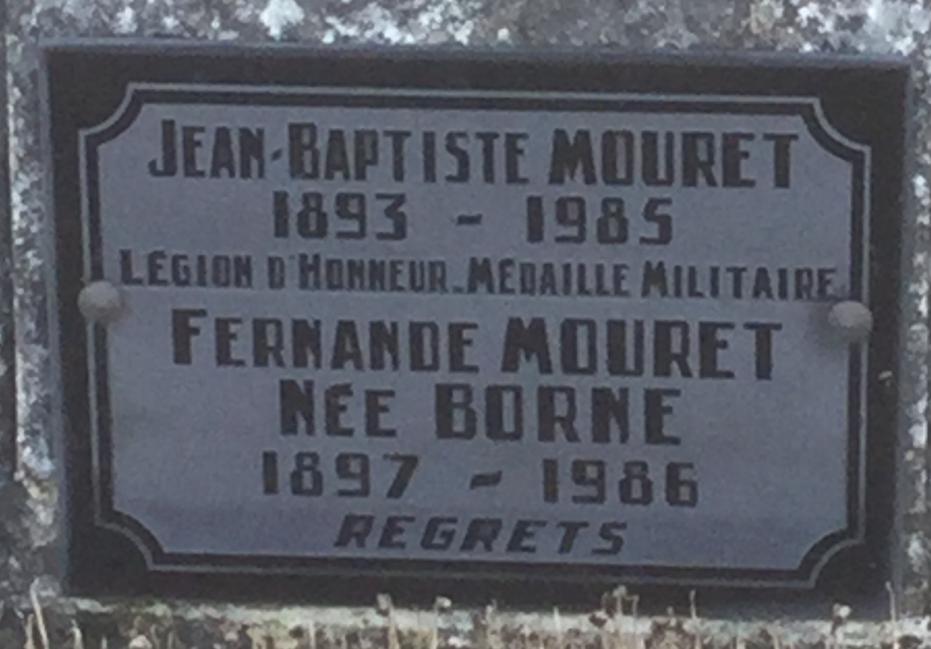 JEAN-BAPTISTE MOURET
1893 - 1985
LÉGION D'HONNEUR-MÉDAILLE MILITAIRE
FERNANDE MOURET
NÉE BORNE
1897 - 1986
REGRETS